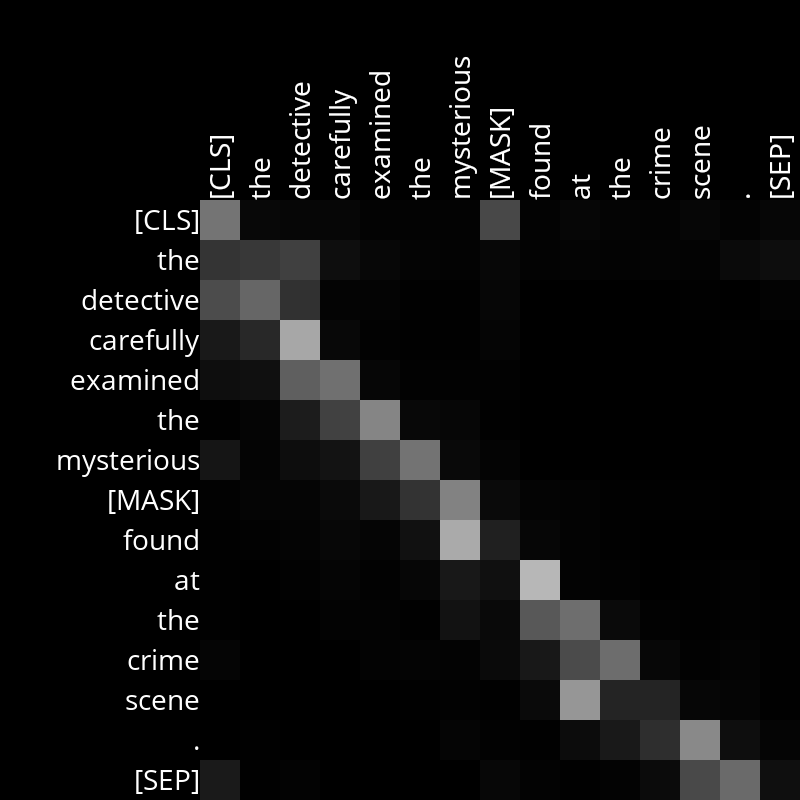 [CLS]
the
detective
carefully
examined
the
mysterious
[MASK]
found
at
the
crime
scene
.
[SEP]
[CLS]
the
detective
carefully
examined
the
mysterious
[MASK]
found
at
the
crime
scene
.
[SEP]